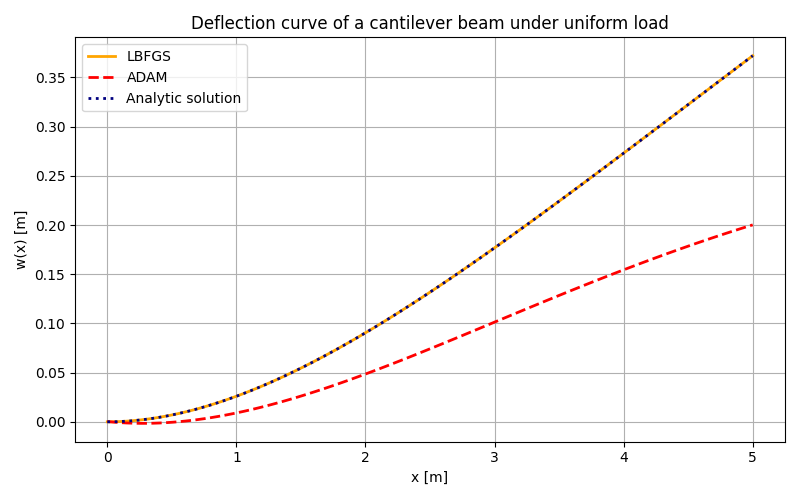 Deflection curve of a cantilever beam under uniform load
LBFGS
ADAM
Analytic solution
w(x) [m]
0.35
0.30
0.25
0.20
0.15
0.10
0.05
0.00
0 1 2 3 4 5
x [m]